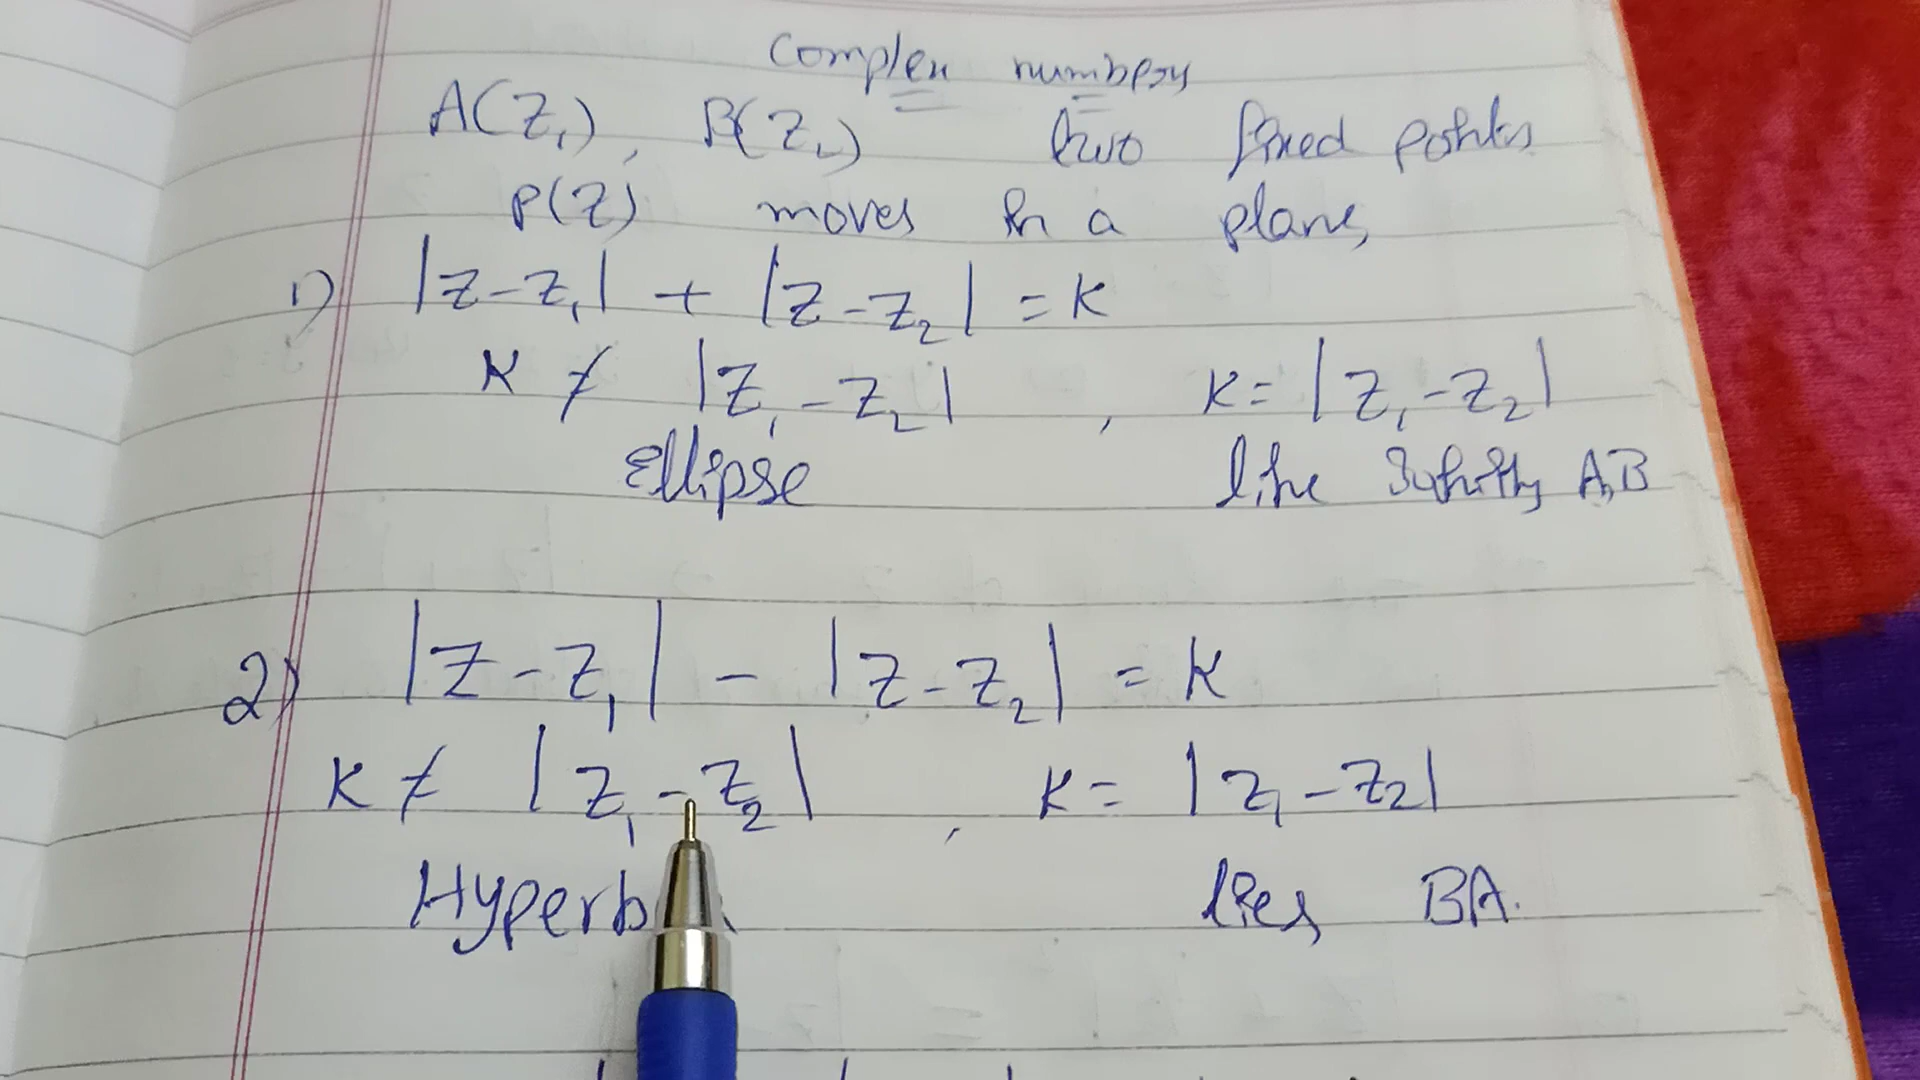 Complex numbers
A(Z₁), B(Z₂) two fixed points
P(Z) moves in a plane,
1) |z-z₁| + |z-z₂| = K
K ≠ |z₁-z₂|, K = |z₁-z₂|
Ellipse line A,B
2) |z-z₁| - |z-z₂| = K
K ≠ |z₁-z₂|, K = |z₁-z₂|
Hyperb lies BA.